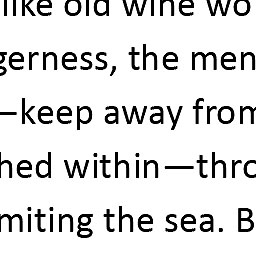 like old wine wo
gerness, the men
—keep away from
hed within—thro
miting the sea. B